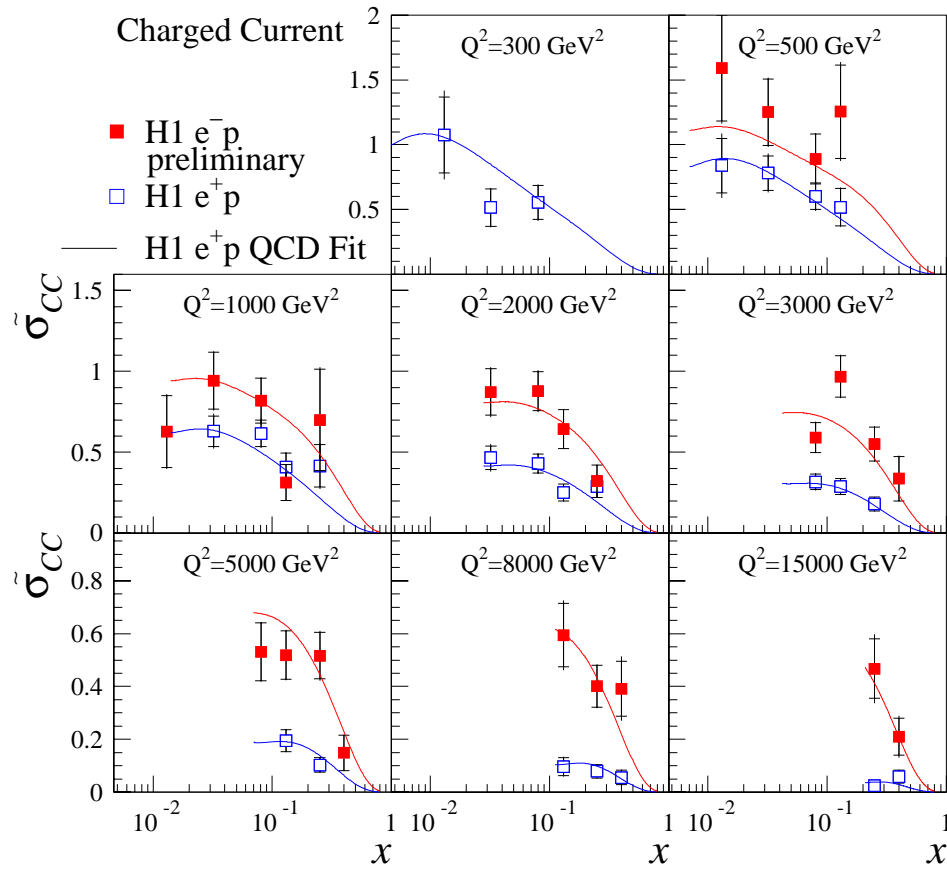 Charged Current
H1 e⁻p
preliminary
H1 e⁺p
H1 e⁺p QCD Fit
Q²=300 GeV²
Q²=500 GeV²
2
1.5
1
0.5
Q²=1000 GeV²
Q²=2000 GeV²
Q²=3000 GeV²
σ̃CC
1.5
1
0.5
0
Q²=5000 GeV²
Q²=8000 GeV²
Q²=15000 GeV²
σ̃CC
0.8
0.6
0.4
0.2
0
10⁻² 10⁻¹ 10⁻² 10⁻¹ 10⁻² 10⁻¹ 1
x x x